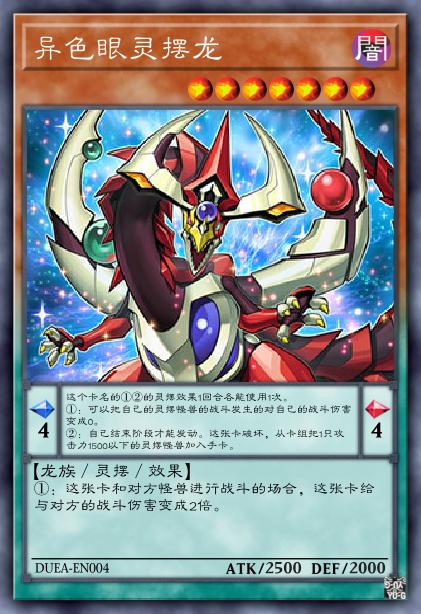 异色眼灵摆龙
闇
这个卡名的①②的灵摆效果1回合各能使用1次。
①：可以把自己的灵摆怪兽的战斗发生的对自己的战斗伤害
变成0。
②：自己结束阶段才能发动。这张卡破坏，从卡组把1只攻
击力1500以下的灵摆怪兽加入手卡。
4
4
【龙族／灵摆／效果】
①：这张卡和对方怪兽进行战斗的场合，这张卡给
与对方的战斗伤害变成2倍。
DUEA-EN004
ATK/2500 DEF/2000